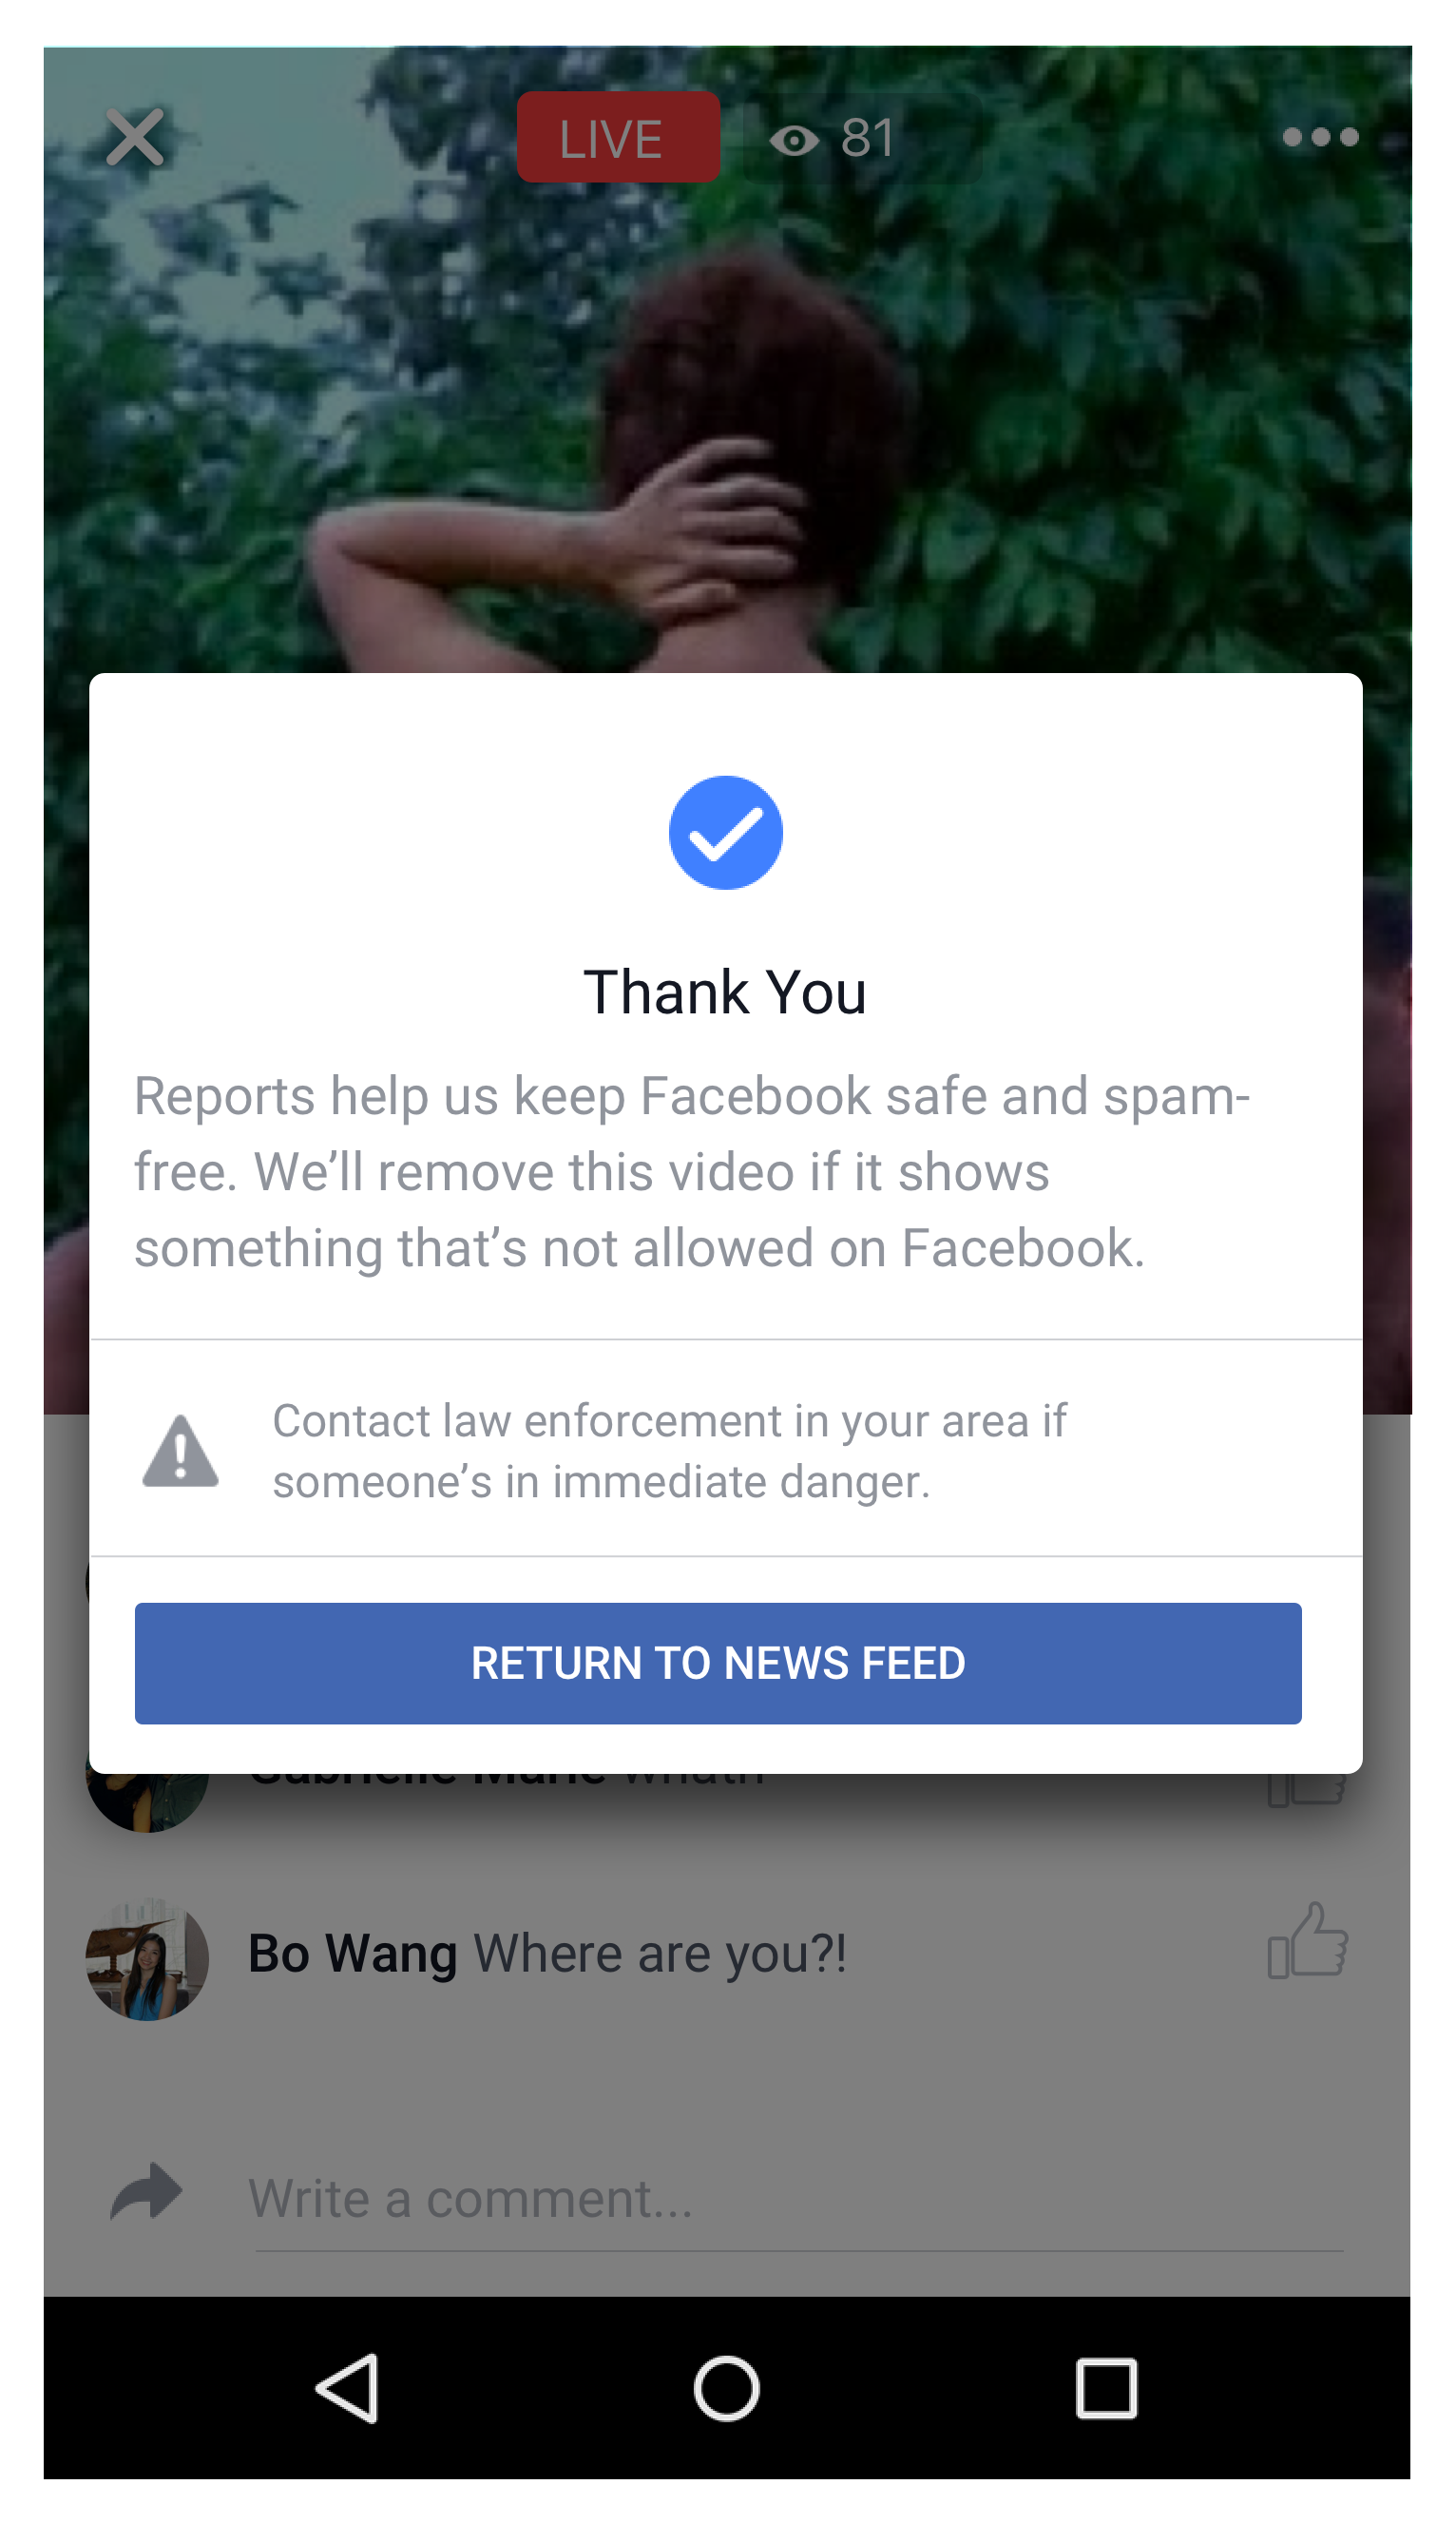 LIVE 81
Thank You
Reports help us keep Facebook safe and spam-
free. We’ll remove this video if it shows
something that’s not allowed on Facebook.
Contact law enforcement in your area if
someone’s in immediate danger.
RETURN TO NEWS FEED
Gabrielle Marie
Bo Wang Where are you?!
Write a comment...